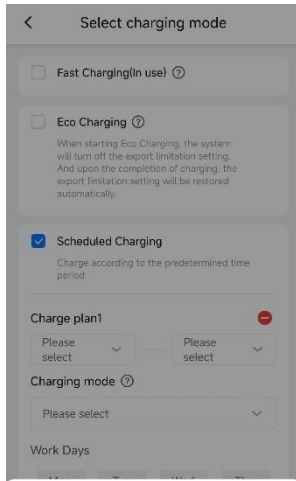 Select charging mode
Fast Charging(In use)
Eco Charging
When starting Eco Charging, the system
will turn off the export limitation setting.
And upon the completion of charging, the
export limitation setting will be restored
automatically.
Scheduled Charging
Charge according to the predetermined time
period
Charge plan1
Please
select
Please
select
Charging mode
Please select
Work Days